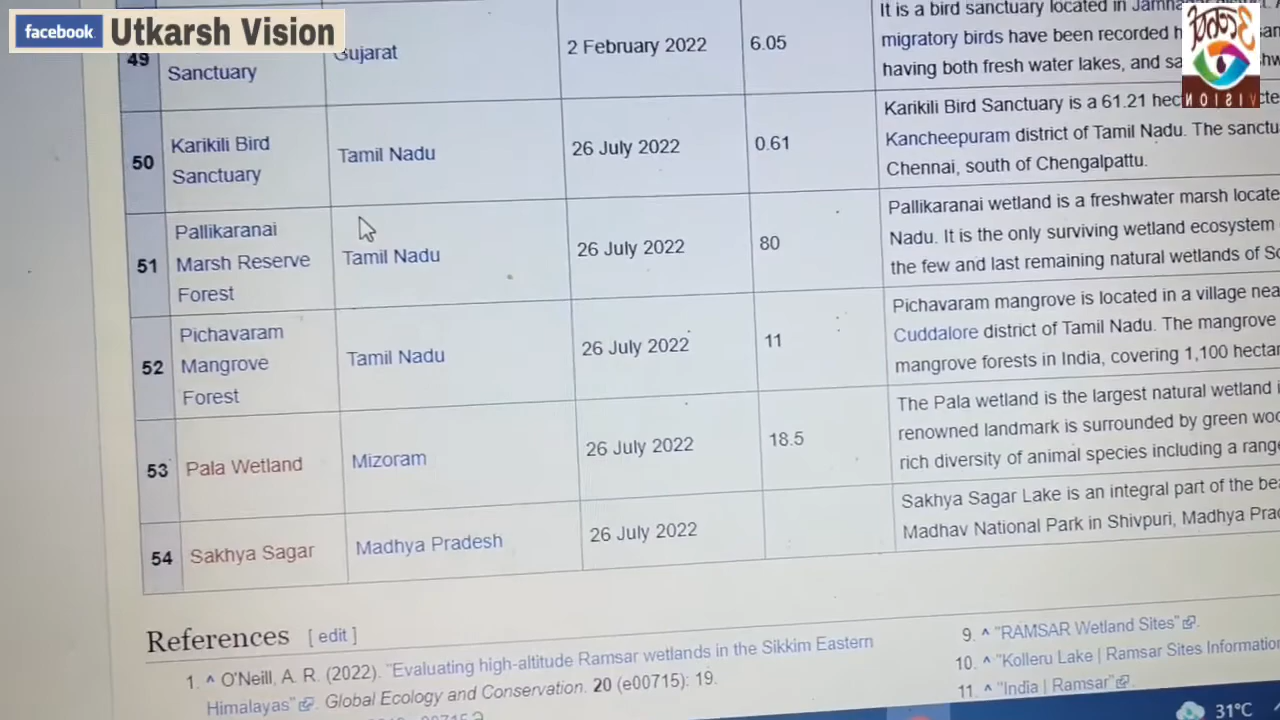 facebook Utkarsh Vision
49 Sanctuary Gujarat 2 February 2022 6.05
It is a bird sanctuary located in
migratory birds have been recorded
having both fresh water lakes, and
VISION
50 Karikili Bird Sanctuary Tamil Nadu 26 July 2022 0.61
Karikili Bird Sanctuary is a 61.21
Kancheepuram district of Tamil Nadu. The
Chennai, south of Chengalpattu.
51 Pallikaranai Marsh Reserve Forest Tamil Nadu 26 July 2022 80
Pallikaranai wetland is a freshwater marsh
Nadu. It is the only surviving wetland ecosystem
the few and last remaining natural wetlands of
52 Pichavaram Mangrove Forest Tamil Nadu 26 July 2022 11
Pichavaram mangrove is located in a village
Cuddalore district of Tamil Nadu. The mangrove
mangrove forests in India, covering 1,100
53 Pala Wetland Mizoram 26 July 2022 18.5
The Pala wetland is the largest natural wetland
renowned landmark is surrounded by green
rich diversity of animal species including a
54 Sakhya Sagar Madhya Pradesh 26 July 2022
Sakhya Sagar Lake is an integral part of the
Madhav National Park in Shivpuri, Madhya
References [ edit ]
1. ^ O'Neill, A. R. (2022). "Evaluating high-altitude Ramsar wetlands in the Sikkim Eastern
Himalayas". Global Ecology and Conservation. 20 (e00715): 19.
9. ^ "RAMSAR Wetland Sites".
10. ^ "Kolleru Lake | Ramsar Sites
11. ^ "India | Ramsar".
31°C